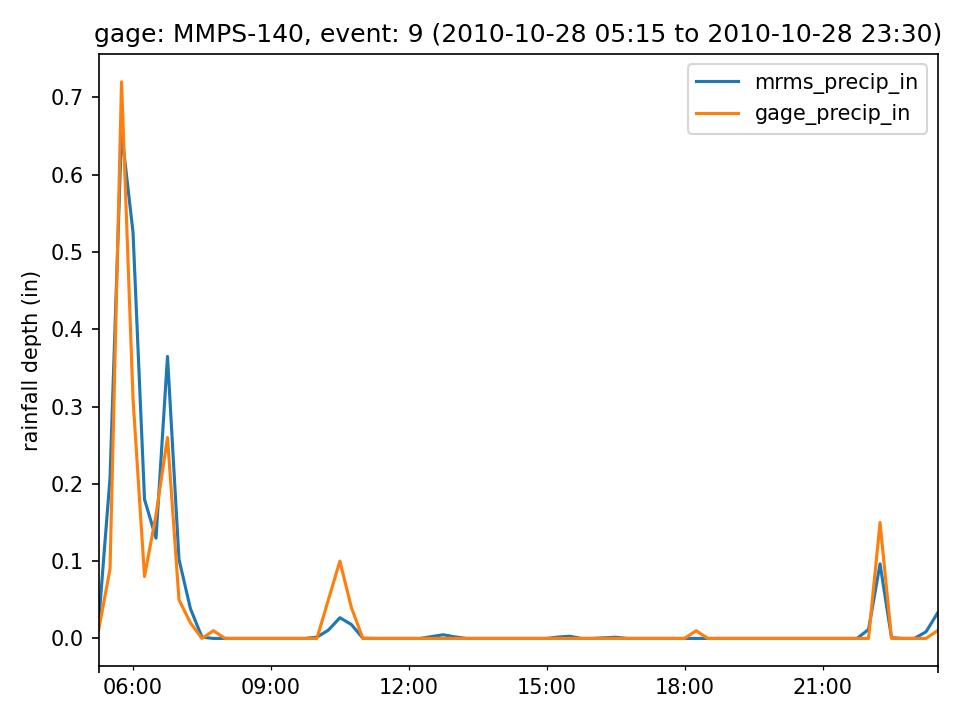 gage: MMPS-140, event: 9 (2010-10-28 05:15 to 2010-10-28 23:30)
mrms_precip_in
gage_precip_in
rainfall depth (in)
0.7
0.6
0.5
0.4
0.3
0.2
0.1
0.0
06:00 09:00 12:00 15:00 18:00 21:00